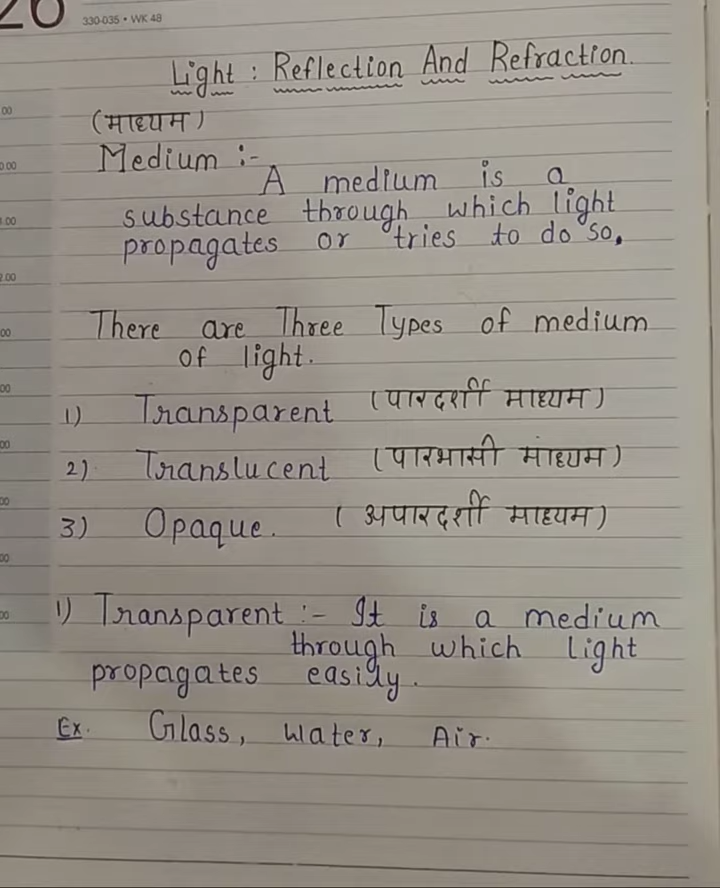 20
330-035 • WK 48
Light : Reflection And Refraction.
(माध्यम)
Medium :-
A medium is a
substance through which light
propagates or tries to do so.
There are Three Types of medium
of light.
1) Transparent (पारदर्शी माध्यम)
2) Translucent (पारभासी माध्यम)
3) Opaque. (अपारदर्शी माध्यम)
1) Transparent :- It is a medium
through which light
propagates easily.
Ex. Glass, Water, Air.